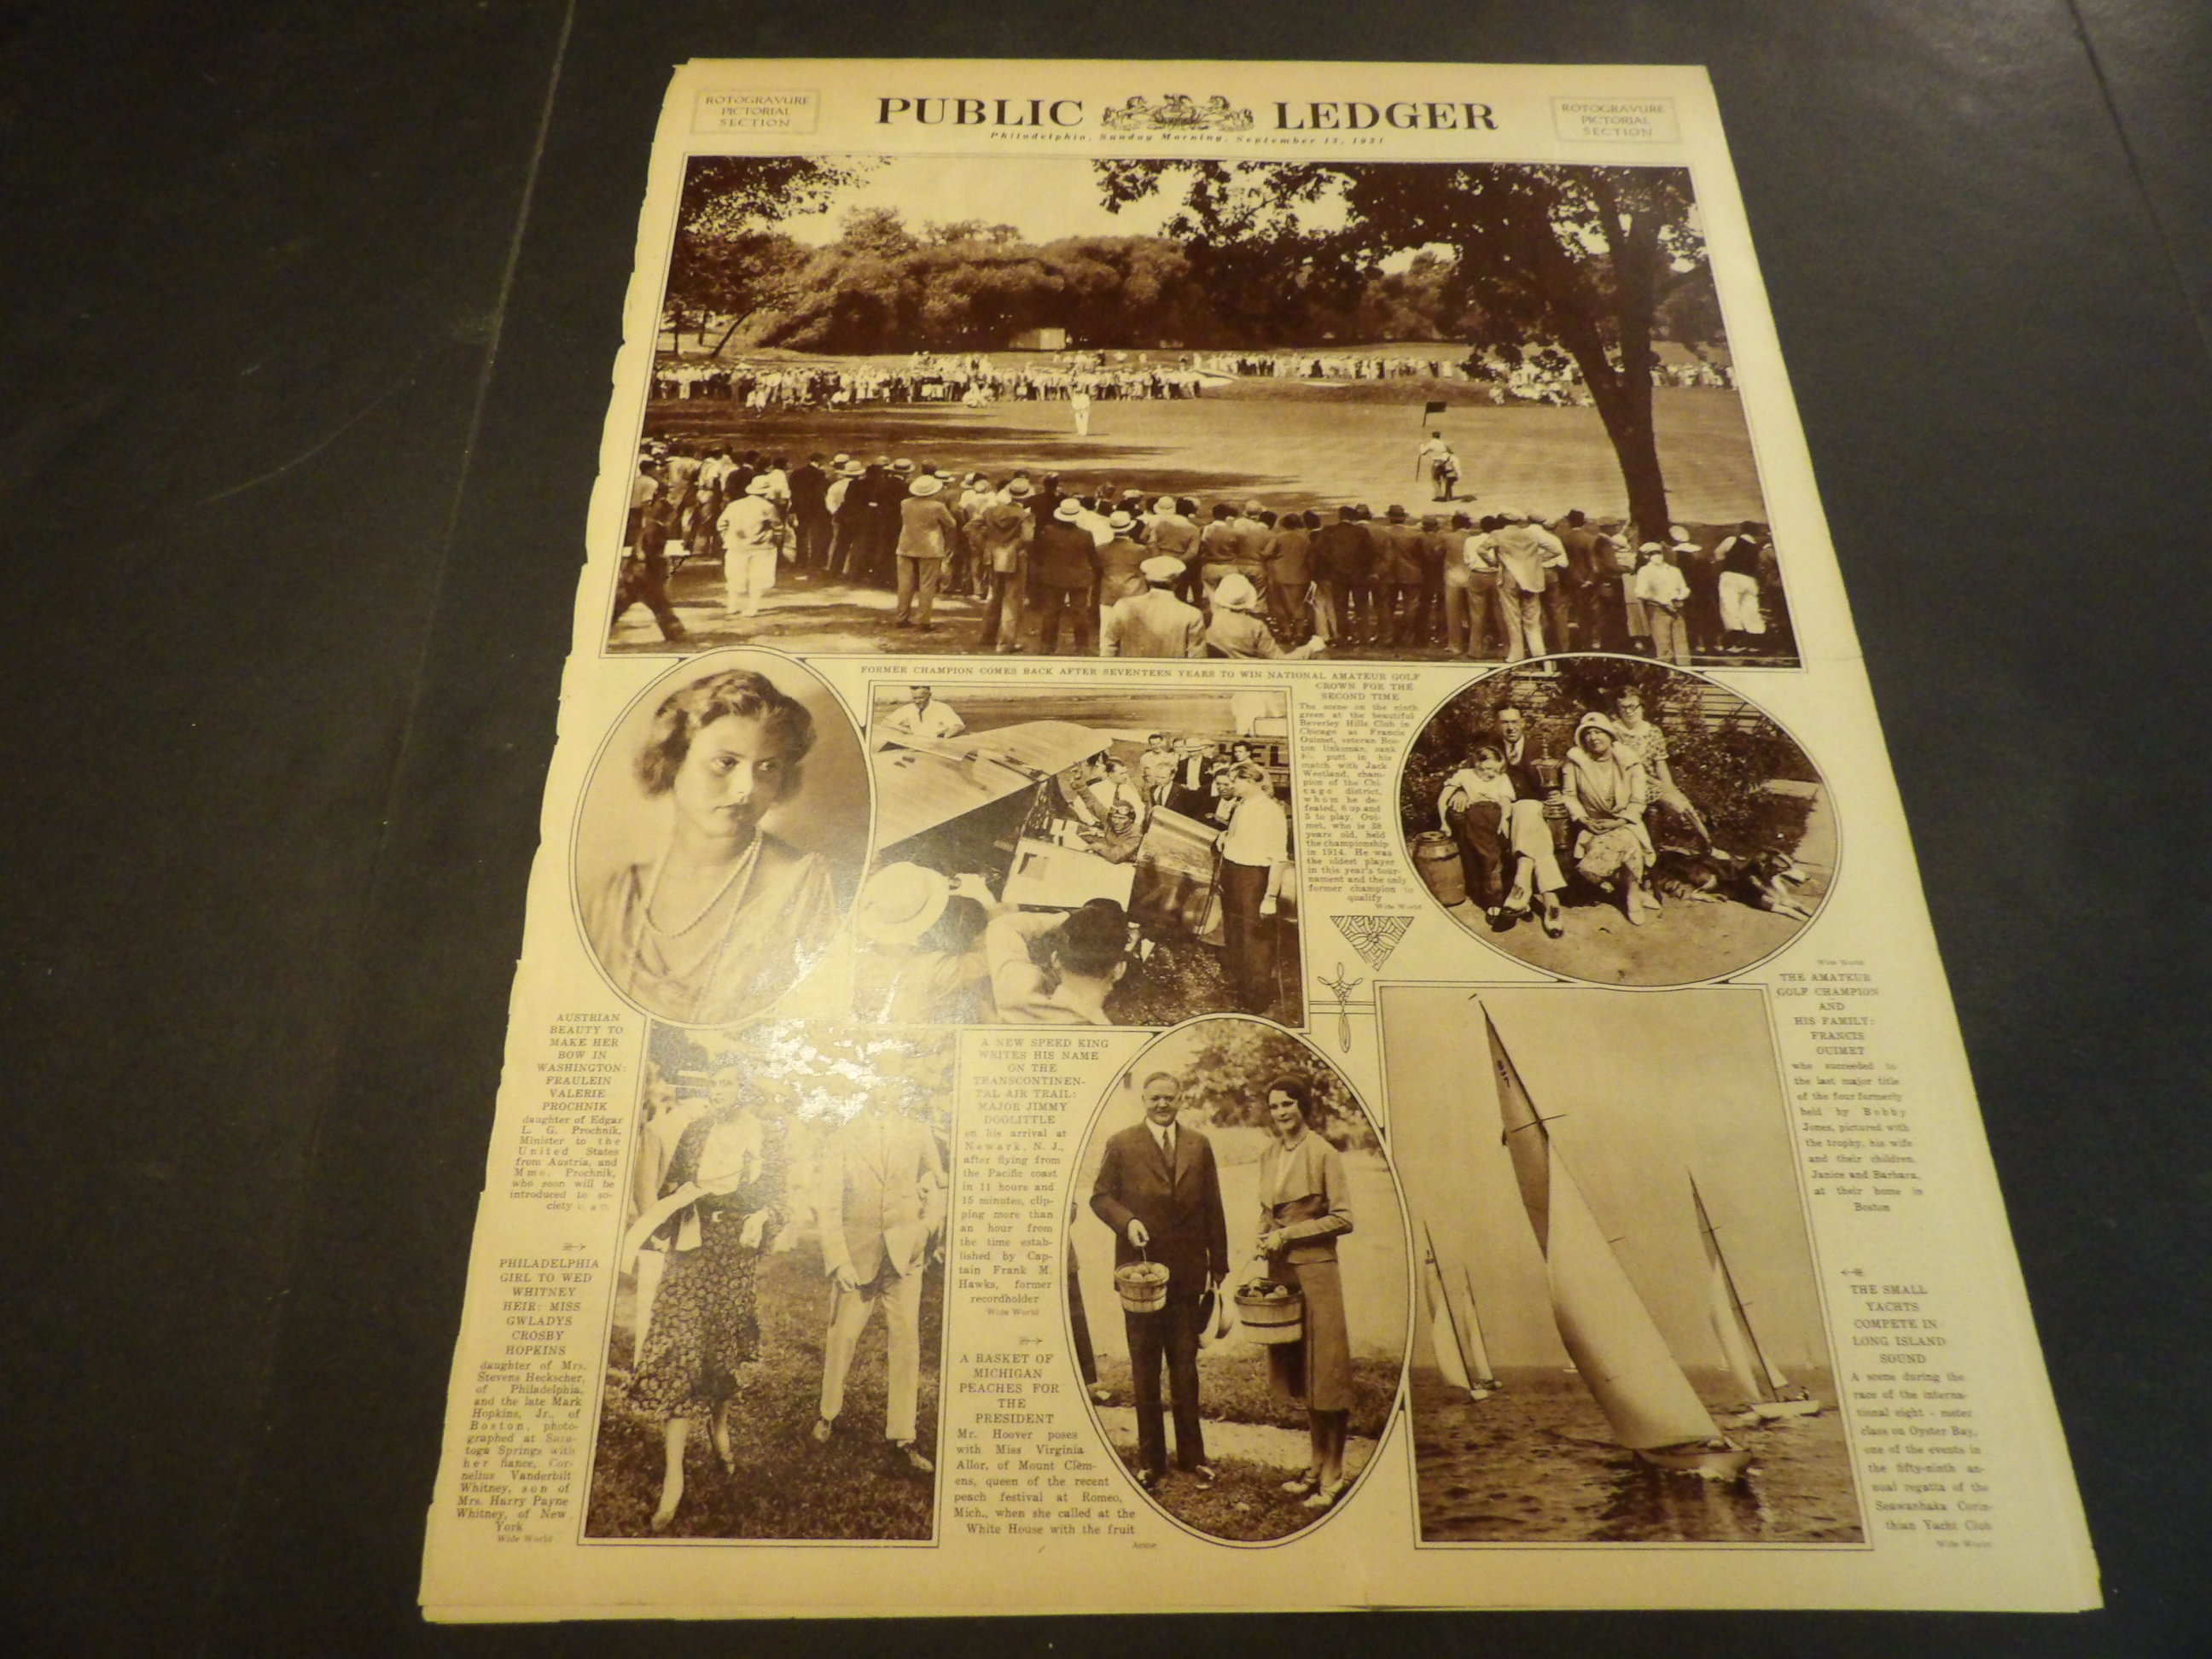 ROTOGRAVURE
PICTORIAL
SECTION
PUBLIC LEDGER
Philadelphia, Sunday Morning, September 13, 1931
ROTOGRAVURE
PICTORIAL
SECTION
FORMER CHAMPION COMES BACK AFTER SEVENTEEN YEARS TO WIN NATIONAL AMATEUR GOLF
CROWN FOR THE
SECOND TIME
The scene on the ninth
green at the beautiful
Beverley Hills Club in
Chicago as Francis
Ouimet, veteran Bos-
ton linksman, sank
his putt in his
match with Jack
Westland, cham-
pion of the Chi-
cago district,
whom he de-
feated, 6 up and
5 to play. Oui-
met, who is 38
years old, held
the championship
in 1914. He was
the oldest player
in this year's tour-
nament and the only
former champion to
qualify
Wide World
AUSTRIAN
BEAUTY TO
MAKE HER
BOW IN
WASHINGTON:
FRAULEIN
VALERIE
PROCHNIK
daughter of Edgar
L. G. Prochnik,
Minister to the
United States
from Austria, and
Mme. Prochnik,
who soon will be
introduced to so-
ciety
PHILADELPHIA
GIRL TO WED
WHITNEY
HEIR: MISS
GWLADYS
CROSBY
HOPKINS
daughter of Mrs.
Stevens Heckscher,
of Philadelphia,
and the late Mark
Hopkins, Jr., of
Boston, photo-
graphed at Sara-
toga Springs with
her fiance, Cor-
nelius Vanderbilt
Whitney, son of
Mrs. Harry Payne
Whitney, of New
York
Wide World
A NEW SPEED KING
WRITES HIS NAME
ON THE
TRANSCONTINEN-
TAL AIR TRAIL:
MAJOR JIMMY
DOOLITTLE
on his arrival at
Newark, N. J.,
after flying from
the Pacific coast
in 11 hours and
15 minutes, clip-
ping more than
an hour from
the time estab-
lished by Cap-
tain Frank M.
Hawks, former
recordholder
Wide World
A BASKET OF
MICHIGAN
PEACHES FOR
THE
PRESIDENT
Mr. Hoover poses
with Miss Virginia
Allor, of Mount Clem-
ens, queen of the recent
peach festival at Romeo,
Mich., when she called at the
White House with the fruit
Acme
Wide World
THE AMATEUR
GOLF CHAMPION
AND
HIS FAMILY:
FRANCIS
OUIMET
who succeeded to
the last major title
of the four formerly
held by Bobby
Jones, pictured with
the trophy, his wife
and their children,
Janice and Barbara,
at their home in
Boston
THE SMALL
YACHTS
COMPETE IN
LONG ISLAND
SOUND
A scene during the
race of the interna-
tional eight-meter
class on Oyster Bay,
one of the events in
the fifty-ninth an-
nual regatta of the
Seawanhaka Corin-
thian Yacht Club
Wide World